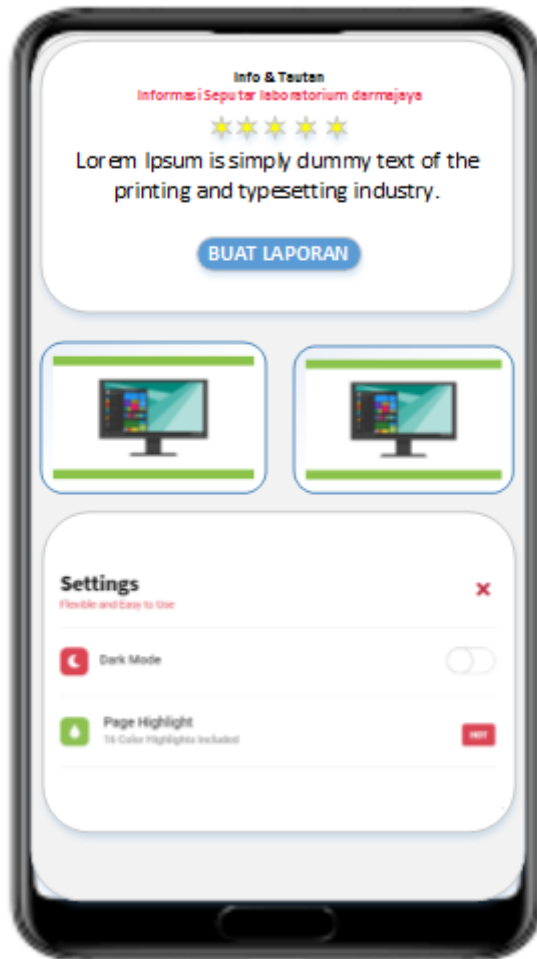 Info & Tautan
Informasi Seputar laboratorium darmajaya
Lorem Ipsum is simply dummy text of the
printing and typesetting industry.
BUAT LAPORAN
Settings
Flexible and Easy to Use
Dark Mode
Page Highlight
16 Color Highlights Included
HOT